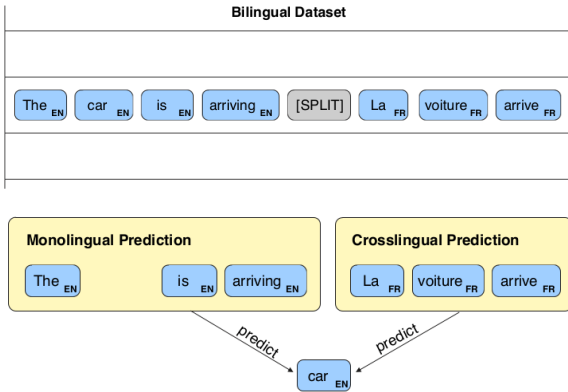 Bilingual Dataset
The EN car EN is EN arriving EN [SPLIT] La FR voiture FR arrive FR
Monolingual Prediction
The EN is EN arriving EN
Crosslingual Prediction
La FR voiture FR arrive FR
predict
predict
car EN